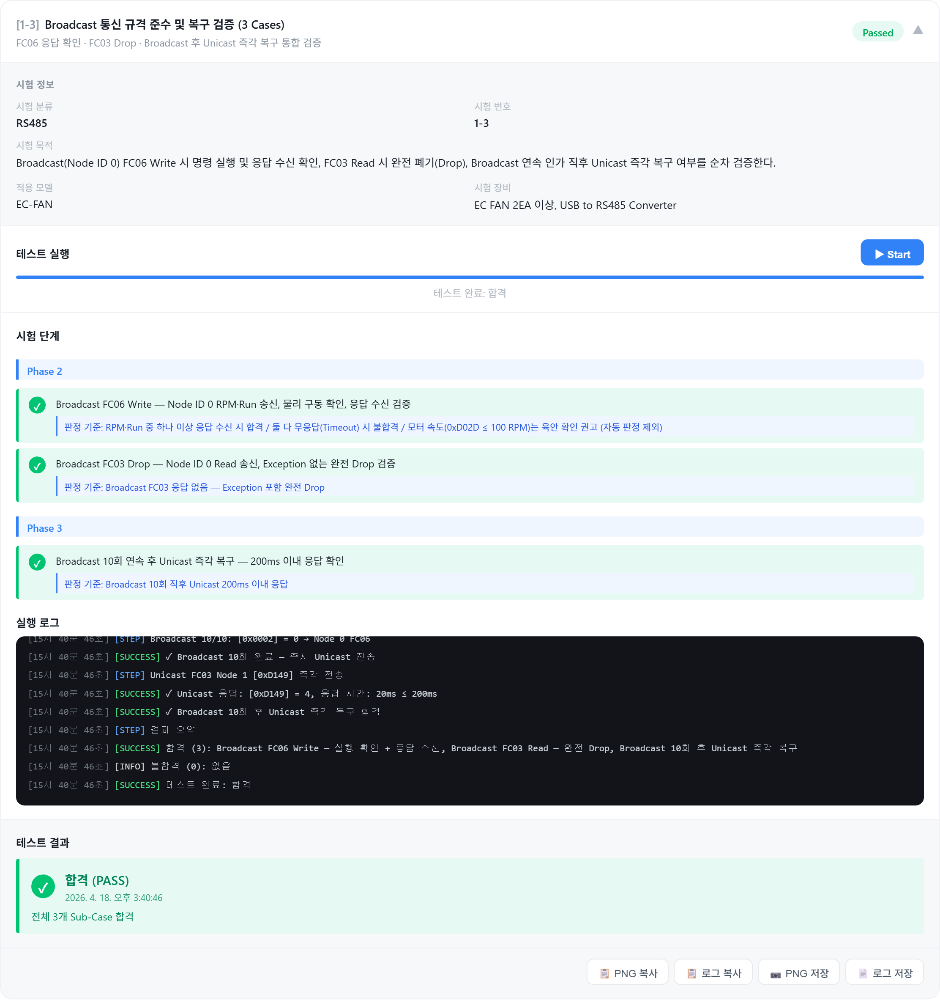 [1-3] Broadcast 통신 규격 준수 및 복구 검증 (3 Cases)
FC06 응답 확인 · FC03 Drop · Broadcast 후 Unicast 즉각 복구 통합 검증
Passed
시험 정보
시험 분류
RS485
시험 번호
1-3
시험 목적
Broadcast(Node ID 0) FC06 Write 시 명령 실행 및 응답 수신 확인, FC03 Read 시 완전 폐기(Drop), Broadcast 연속 인가 직후 Unicast 즉각 복구 여부를 순차 검증한다.
적용 모델
EC-FAN
시험 장비
EC FAN 2EA 이상, USB to RS485 Converter
테스트 실행
▶ Start
테스트 완료: 합격
시험 단계
Phase 2
✓ Broadcast FC06 Write — Node ID 0 RPM·Run 송신, 물리 구동 확인, 응답 수신 검증
판정 기준: RPM·Run 중 하나 이상 응답 수신 시 합격 / 둘 다 무응답(Timeout) 시 불합격 / 모터 속도(0xD02D ≤ 100 RPM)는 육안 확인 권고 (자동 판정 제외)
✓ Broadcast FC03 Drop — Node ID 0 Read 송신, Exception 없는 완전 Drop 검증
판정 기준: Broadcast FC03 응답 없음 — Exception 포함 완전 Drop
Phase 3
✓ Broadcast 10회 연속 후 Unicast 즉각 복구 — 200ms 이내 응답 확인
판정 기준: Broadcast 10회 직후 Unicast 200ms 이내 응답
실행 로그
[15시 40분 46초] [STEP] Broadcast 10/10: [0x0002] = 0 → Node 0 FC06
[15시 40분 46초] [SUCCESS] ✓ Broadcast 10회 완료 — 즉시 Unicast 전송
[15시 40분 46초] [STEP] Unicast FC03 Node 1 [0xD149] 즉각 전송
[15시 40분 46초] [SUCCESS] ✓ Unicast 응답: [0xD149] = 4, 응답 시간: 20ms ≤ 200ms
[15시 40분 46초] [SUCCESS] ✓ Broadcast 10회 후 Unicast 즉각 복구 합격
[15시 40분 46초] [STEP] 결과 요약
[15시 40분 46초] [SUCCESS] 합격 (3): Broadcast FC06 Write — 실행 확인 + 응답 수신, Broadcast FC03 Read — 완전 Drop, Broadcast 10회 후 Unicast 즉각 복구
[15시 40분 46초] [INFO] 불합격 (0): 없음
[15시 40분 46초] [SUCCESS] 테스트 완료: 합격
테스트 결과
✓ 합격 (PASS)
2026. 4. 18. 오후 3:40:46
전체 3개 Sub-Case 합격
PNG 복사
로그 복사
PNG 저장
로그 저장